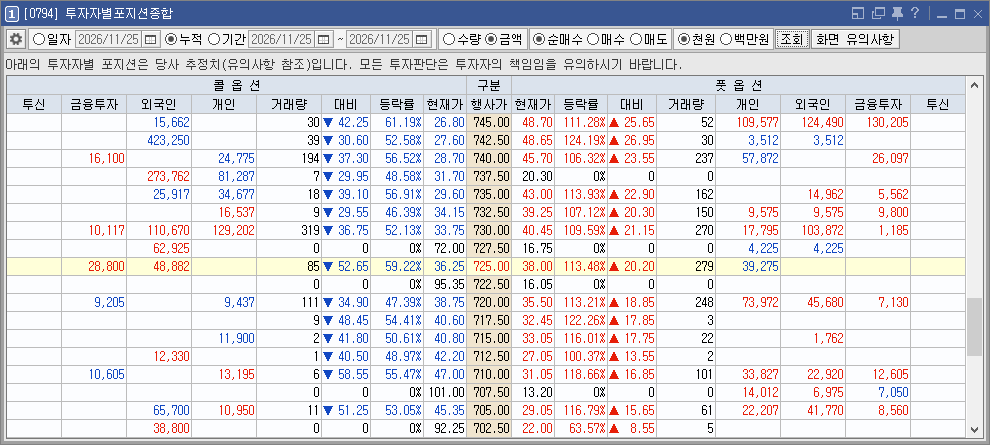 1 [0794] 투자자별포지션종합
일자 2026/11/25 누적 기간 2026/11/25 ~ 2026/11/25 수량 금액 순매수 매수 매도 천원 백만원 조회 화면 유의사항
아래의 투자자별 포지션은 당사 추정치(유의사항 참조)입니다. 모든 투자판단은 투자자의 책임임을 유의하시기 바랍니다.
콜 옵 션 구분 풋 옵 션
투신 금융투자 외국인 개인 거래량 대비 등락률 현재가 행사가 현재가 등락률 대비 거래량 개인 외국인 금융투자 투신
15,662 30 ▼ 42.25 61.19% 26.80 745.00 48.70 111.28% ▲ 25.65 52 109,577 124,490 130,205
423,250 39 ▼ 30.60 52.58% 27.60 742.50 48.65 124.19% ▲ 26.95 30 3,512 3,512
16,100 24,775 194 ▼ 37.30 56.52% 28.70 740.00 45.70 106.32% ▲ 23.55 237 57,872 26,097
273,762 81,287 7 ▼ 29.95 48.58% 31.70 737.50 20.30 0% 0 0
25,917 34,677 18 ▼ 39.10 56.91% 29.60 735.00 43.00 113.93% ▲ 22.90 162 14,962 5,562
16,537 9 ▼ 29.55 46.39% 34.15 732.50 39.25 107.12% ▲ 20.30 150 9,575 9,575 9,800
10,117 110,670 129,202 319 ▼ 36.75 52.13% 33.75 730.00 40.45 109.59% ▲ 21.15 270 17,795 103,872 1,185
62,925 0 0 0% 72.00 727.50 16.75 0% 0 0 4,225 4,225
28,800 48,882 85 ▼ 52.65 59.22% 36.25 725.00 38.00 113.48% ▲ 20.20 279 39,275
0 0 0% 95.35 722.50 16.05 0% 0 0
9,205 9,437 111 ▼ 34.90 47.39% 38.75 720.00 35.50 113.21% ▲ 18.85 248 73,972 45,680 7,130
9 ▼ 48.45 54.41% 40.60 717.50 32.45 122.26% ▲ 17.85 3
11,900 2 ▼ 41.80 50.61% 40.80 715.00 33.05 116.01% ▲ 17.75 22 1,762
12,330 1 ▼ 40.50 48.97% 42.20 712.50 27.05 100.37% ▲ 13.55 2
10,605 13,195 6 ▼ 58.55 55.47% 47.00 710.00 31.05 118.66% ▲ 16.85 101 33,827 22,920 12,605
0 0 0% 101.00 707.50 13.20 0% 0 0 14,012 6,975 7,050
65,700 10,950 11 ▼ 51.25 53.05% 45.35 705.00 29.05 116.79% ▲ 15.65 61 22,207 41,770 8,560
38,800 0 0 0% 92.25 702.50 22.00 63.57% ▲ 8.55 5